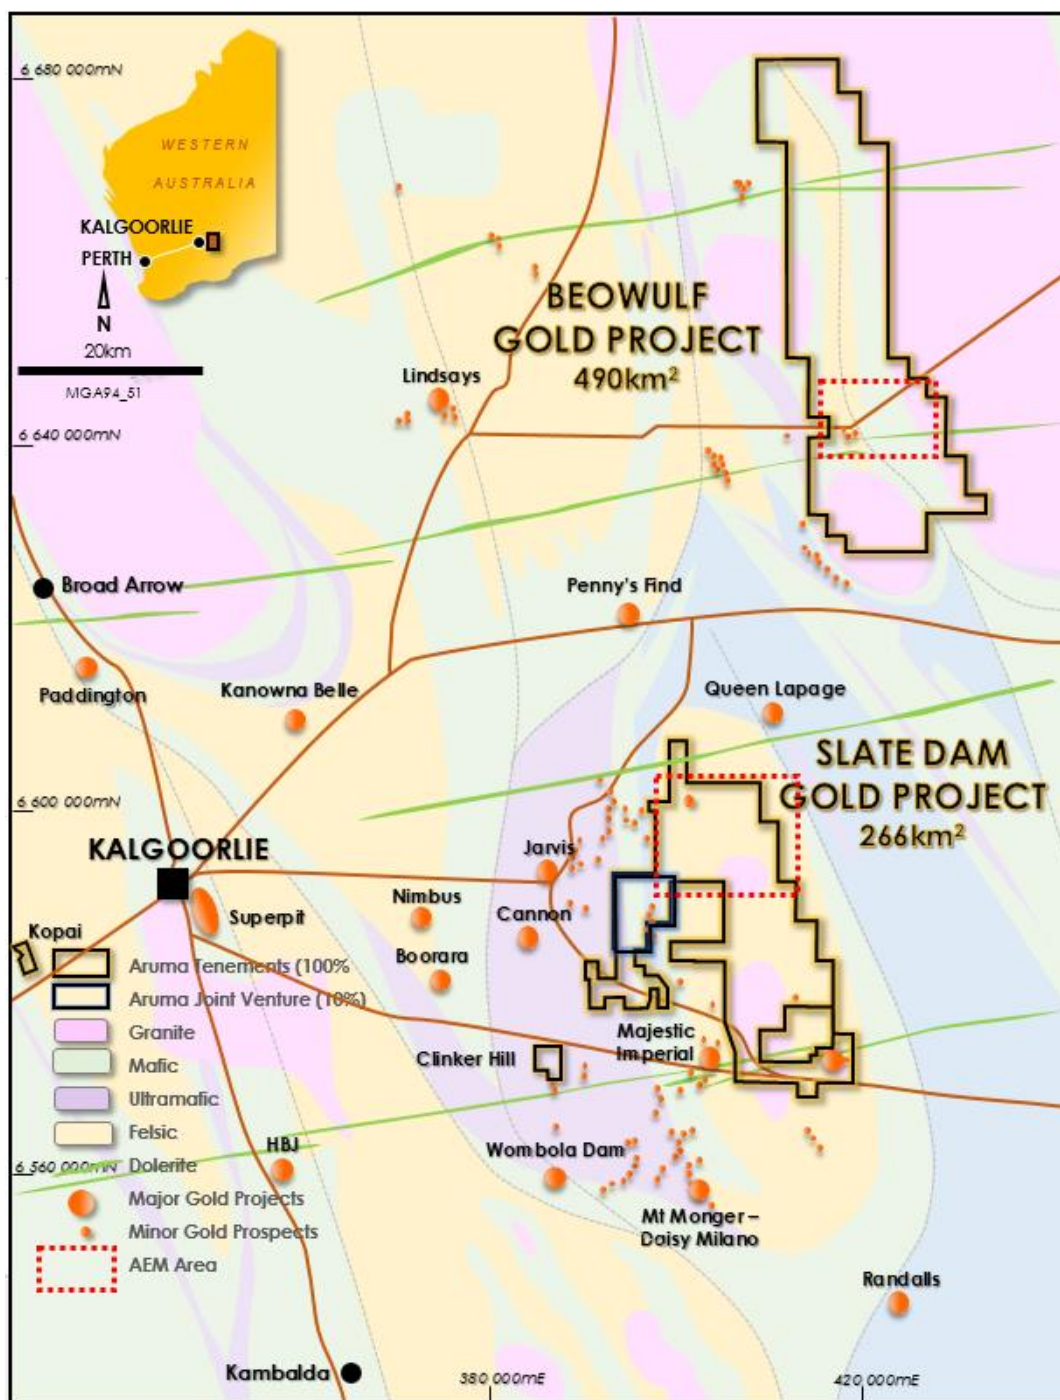 6 680 000mN
WESTERN
AUSTRALIA
KALGOORLIE
PERTH
N
20km
MGA94_51
BEOWULF
GOLD PROJECT
490km²
Lindsays
6 640 000mN
Broad Arrow
Penny's Find
Paddington
Kanowna Belle
Queen Lapage
SLATE DAM
GOLD PROJECT
266km²
6 600 000mN
KALGOORLIE
Jarvis
Nimbus
Cannon
Superpit
Boorara
Kopai
Aruma Tenements (100%
Aruma Joint Venture (10%)
Granite
Mafic
Ultramafic
Felsic
Dolerite
Major Gold Projects
Minor Gold Prospects
AEM Area
Majestic
Imperial
Clinker Hill
HBJ
6 560 000mN
Wombola Dam
Mt Monger –
Daisy Milano
Randalls
Kambalda
380 000mE
420 000mE